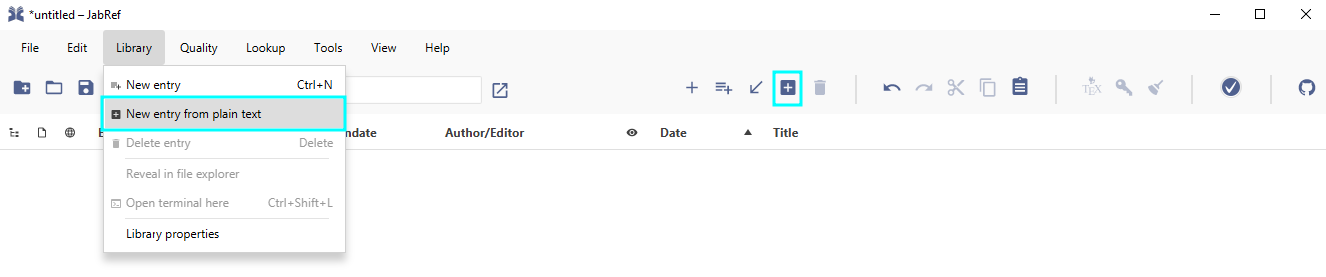 *untitled – JabRef
File Edit Library Quality Lookup Tools View Help
New entry Ctrl+N
New entry from plain text
TEX
ndate Author/Editor Date Title
Delete entry Delete
Reveal in file explorer
Open terminal here Ctrl+Shift+L
Library properties